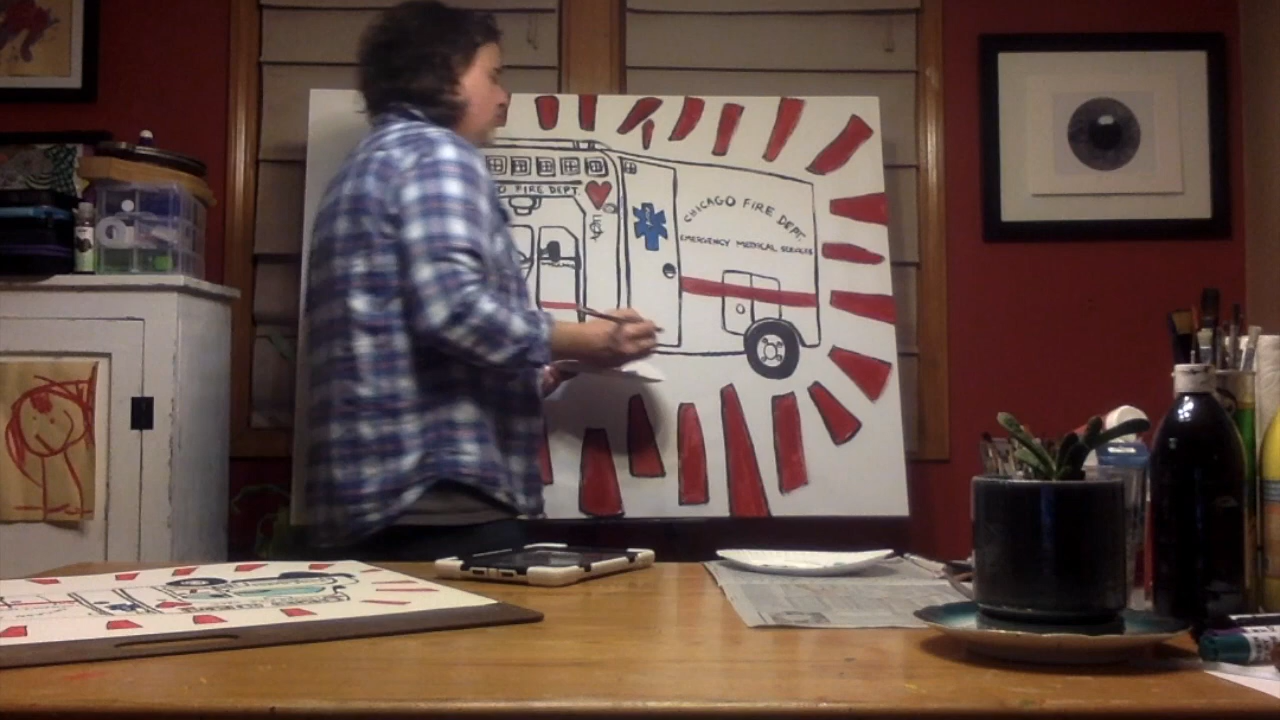 O FIRE DEPT.
CHICAGO FIRE DEPT.
EMERGENCY MEDICAL SERVICES